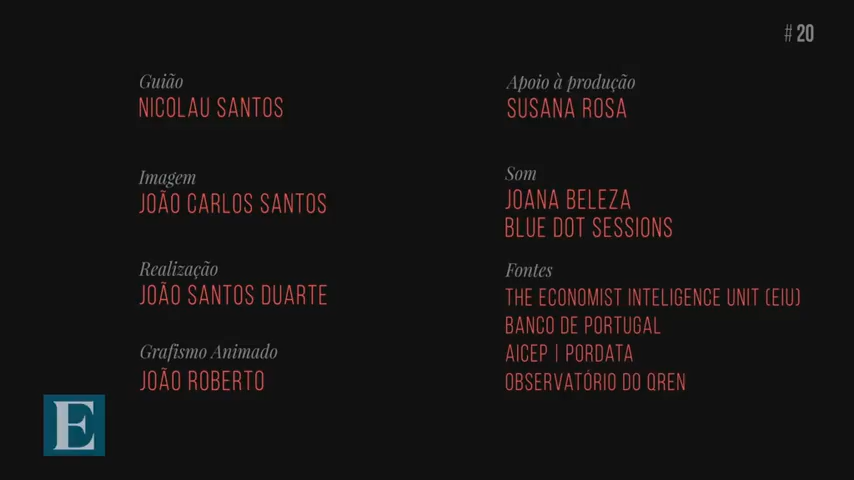 # 20
Guião
NICOLAU SANTOS
Imagem
JOÃO CARLOS SANTOS
Realização
JOÃO SANTOS DUARTE
Grafismo Animado
JOÃO ROBERTO
E
Apoio à produção
SUSANA ROSA
Som
JOANA BELEZA
BLUE DOT SESSIONS
Fontes
THE ECONOMIST INTELIGENCE UNIT (EIU)
BANCO DE PORTUGAL
AICEP | PORDATA
OBSERVATÓRIO DO QREN